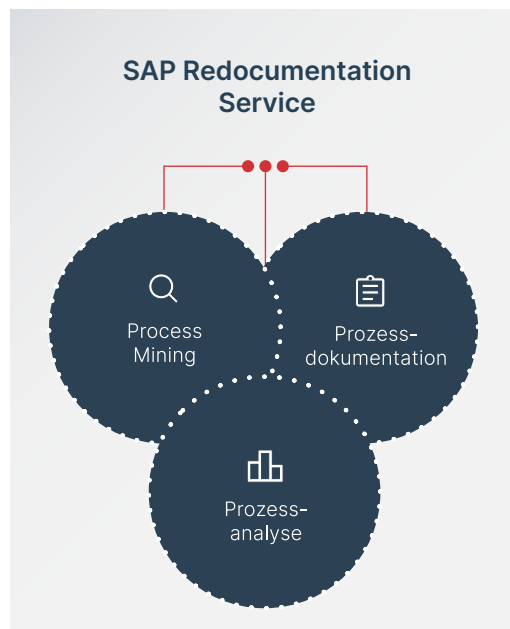 SAP Redocumentation
Service
Process
Mining
Prozess-
dokumentation
Prozess-
analyse